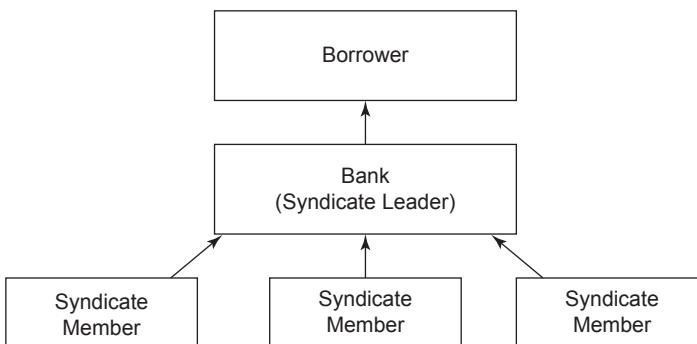 Borrower
Bank
(Syndicate Leader)
Syndicate
Member
Syndicate
Member
Syndicate
Member